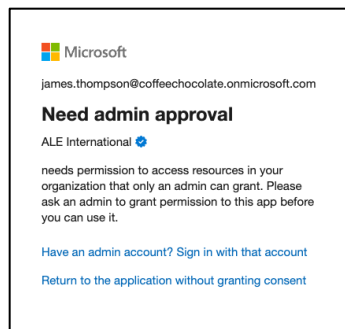 Microsoft
james.thompson@coffeechocolate.onmicrosoft.com
Need admin approval
ALE International
needs permission to access resources in your
organization that only an admin can grant. Please
ask an admin to grant permission to this app before
you can use it.
Have an admin account? Sign in with that account
Return to the application without granting consent